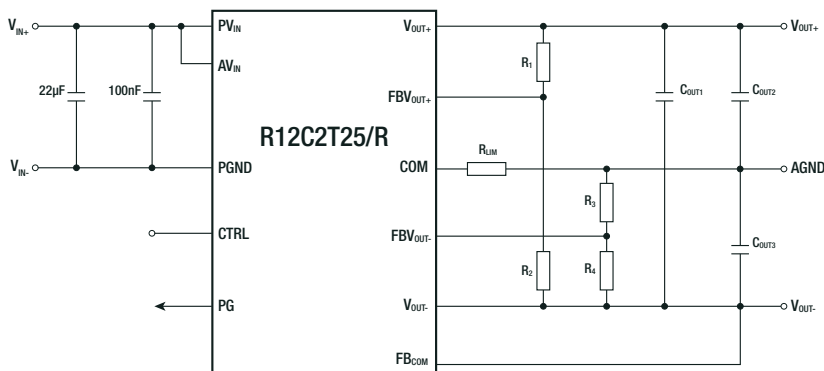 VIN+
PVIN
VOUT+
VOUT+
R1
AVIN
22µF
100nF
COUT1
COUT2
FBVOUT+
R12C2T25/R
RLIM
VIN-
PGND
COM
AGND
R3
CTRL
FBVOUT-
COUT3
R2
R4
PG
VOUT-
VOUT-
FBCOM